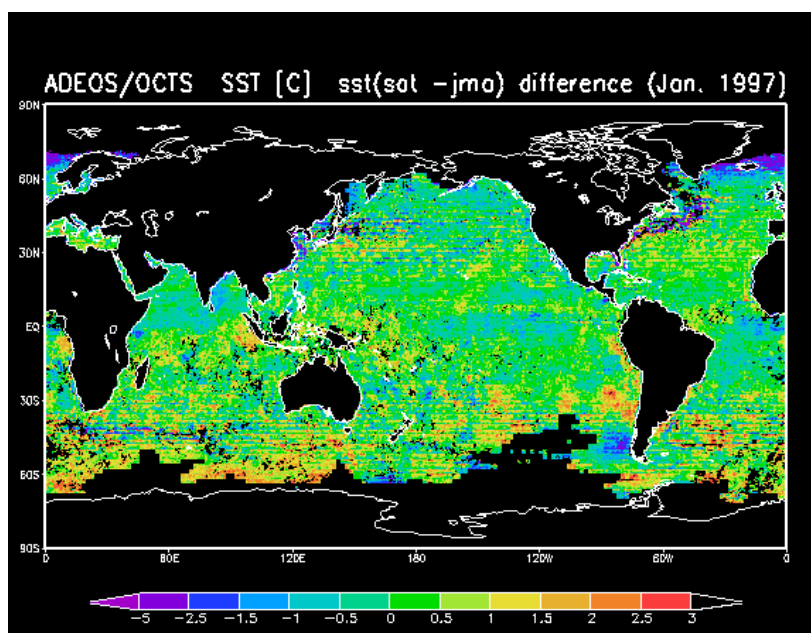 ADEOS/OCTS SST [C] sst(sat -jma) difference (Jan. 1997)
90N
60N
30N
EQ
30S
60S
90S
0 60E 120E 180 120W 60W 0
-5 -2.5 -1.5 -1 -0.5 0 0.5 1 1.5 2 2.5 3